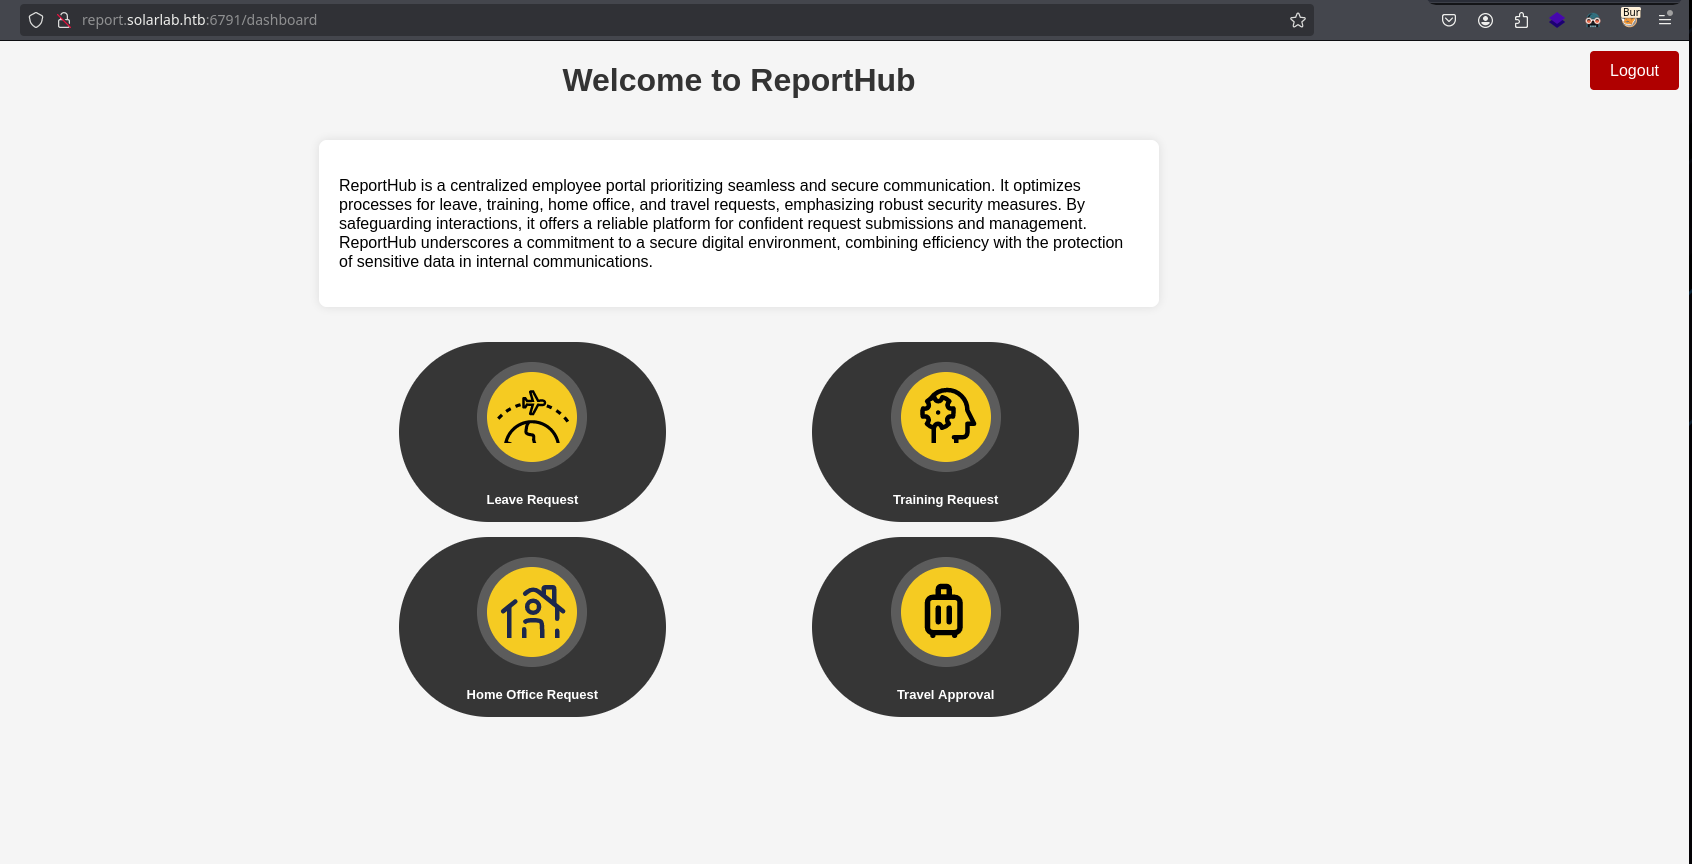 report.solarlab.htb:6791/dashboard
Bur
Logout
Welcome to ReportHub
ReportHub is a centralized employee portal prioritizing seamless and secure communication. It optimizes
processes for leave, training, home office, and travel requests, emphasizing robust security measures. By
safeguarding interactions, it offers a reliable platform for confident request submissions and management.
ReportHub underscores a commitment to a secure digital environment, combining efficiency with the protection
of sensitive data in internal communications.
Leave Request
Training Request
Home Office Request
Travel Approval